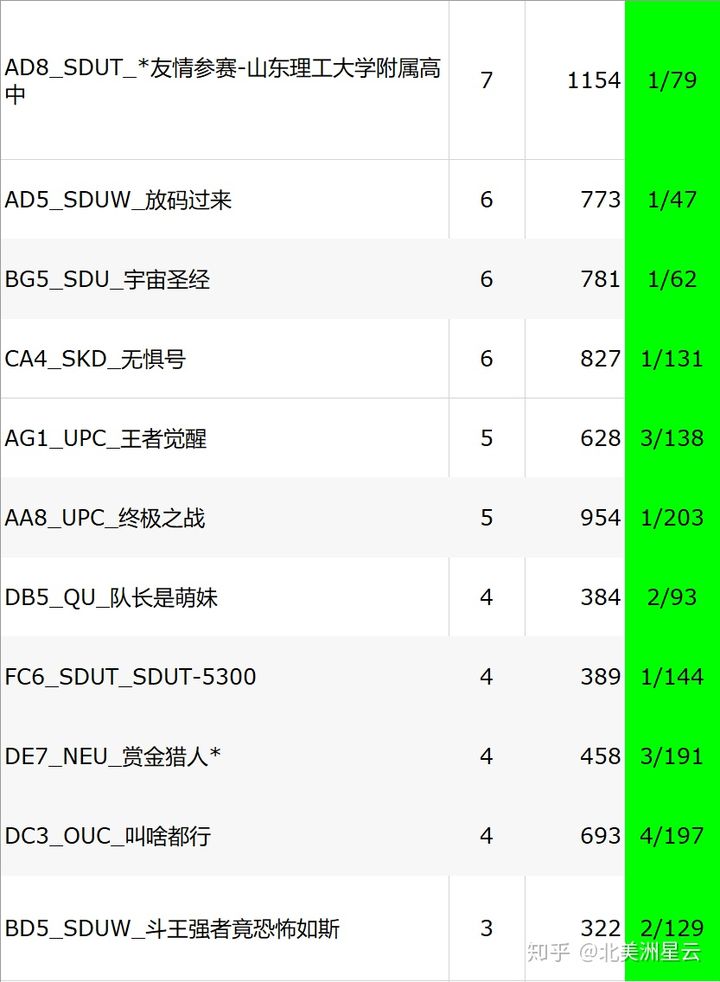 AD8_SDUT_*友情参赛-山东理工大学附属高
中 7 1154 1/79
AD5_SDUW_放码过来 6 773 1/47
BG5_SDU_宇宙圣经 6 781 1/62
CA4_SKD_无惧号 6 827 1/131
AG1_UPC_王者觉醒 5 628 3/138
AA8_UPC_终极之战 5 954 1/203
DB5_QU_队长是萌妹 4 384 2/93
FC6_SDUT_SDUT-5300 4 389 1/144
DE7_NEU_赏金猎人* 4 458 3/191
DC3_OUC_叫啥都行 4 693 4/197
BD5_SDUW_斗王强者竟恐怖如斯 3 322 2/129
知乎 @北美洲星云